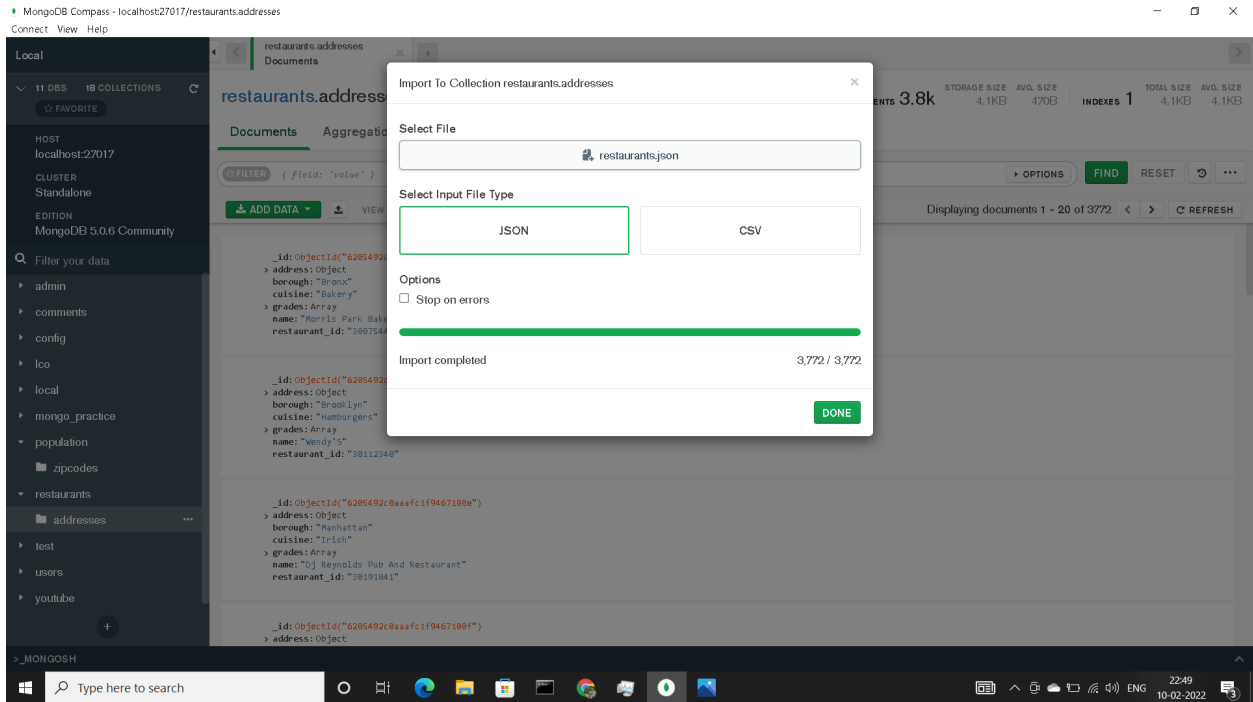 MongoDB Compass - localhost:27017/restaurants.addresses
Connect View Help
Local
restaurants.addresses
Documents
11 DBS 18 COLLECTIONS
FAVORITE
HOST
localhost:27017
CLUSTER
Standalone
EDITION
MongoDB 5.0.6 Community
Filter your data
admin
comments
config
lco
local
mongo_practice
population
zipcodes
restaurants
addresses
test
users
youtube
>_MONGOSH
restaurants.address
3.8k
STORAGE SIZE
4.1KB
AVG. SIZE
470B
INDEXES 1
TOTAL SIZE
4.1KB
AVG. SIZE
4.1KB
Documents
FILTER { field: 'value' }
OPTIONS
FIND
RESET
ADD DATA
VIEW
Displaying documents 1 - 20 of 3772
REFRESH
Import To Collection restaurants.addresses
Select File
restaurants.json
Select Input File Type
JSON
CSV
Options
Stop on errors
Import completed
3,772 / 3,772
DONE
address: Object
borough: "Bronx"
cuisine: "Bakery"
grades: Array
name: "Morris Park Bake
restaurant_id: "3007544
address: Object
borough: "Brooklyn"
cuisine: "Hamburgers"
grades: Array
name: "Wendy'S"
restaurant_id: "30112340"
_id: ObjectId("6205492c0aaafc1f9467100e")
address: Object
borough: "Manhattan"
cuisine: "Irish"
grades: Array
name: "Dj Reynolds Pub And Restaurant"
restaurant_id: "30191841"
_id: ObjectId("6205492c0aaafc1f9467100f")
address: Object
Type here to search
ENG
22:49
10-02-2022
3